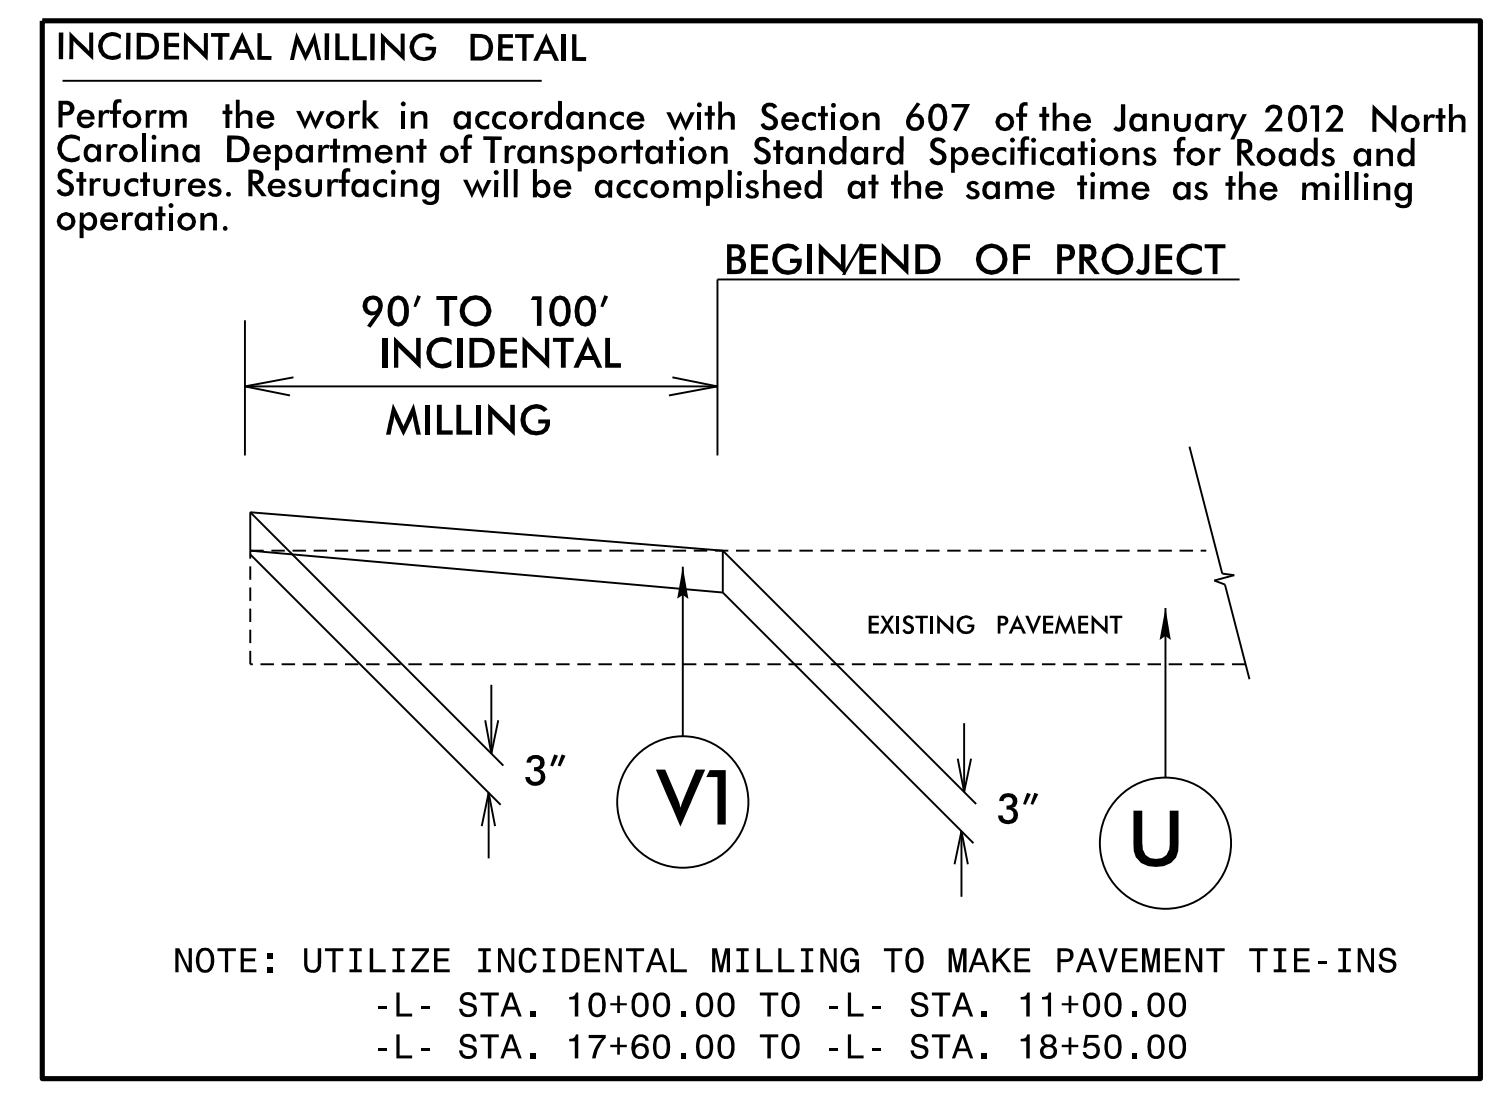 INCIDENTAL MILLING DETAIL
Perform the work in accordance with Section 607 of the January 2012 North
Carolina Department of Transportation Standard Specifications for Roads and
Structures. Resurfacing will be accomplished at the same time as the milling
operation.
BEGIN/END OF PROJECT
90' TO 100'
INCIDENTAL
MILLING
EXISTING PAVEMENT
3"
V1
3"
U
NOTE: UTILIZE INCIDENTAL MILLING TO MAKE PAVEMENT TIE-INS
-L- STA. 10+00.00 TO -L- STA. 11+00.00
-L- STA. 17+60.00 TO -L- STA. 18+50.00